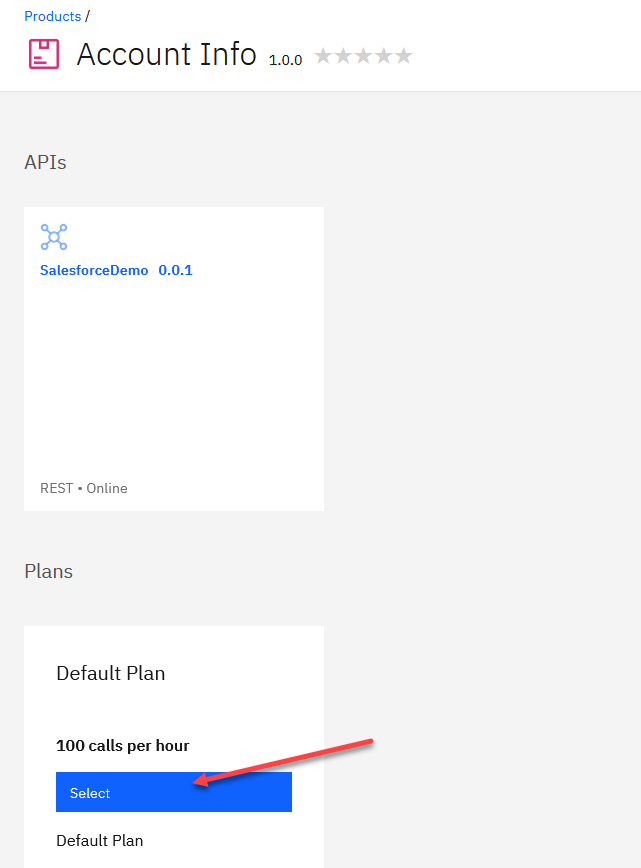 Products /
Account Info 1.0.0
APIs
SalesforceDemo 0.0.1
REST • Online
Plans
Default Plan
100 calls per hour
Select
Default Plan